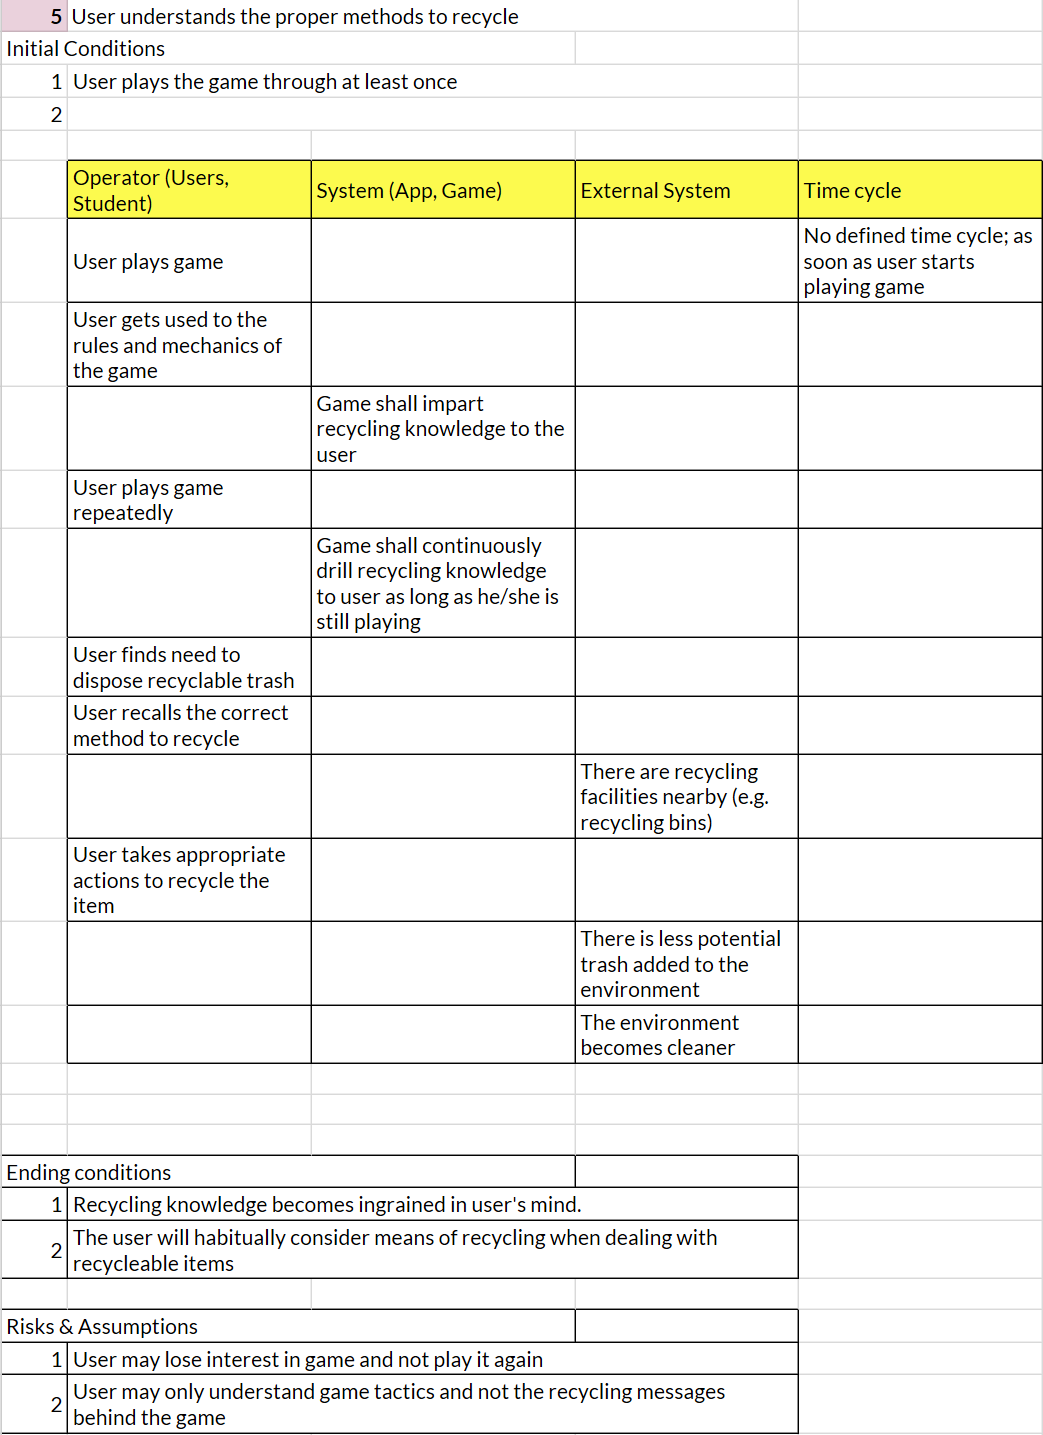 5 User understands the proper methods to recycle
Initial Conditions
1 User plays the game through at least once
2
Operator (Users,
Student)
System (App, Game)
External System
Time cycle
User plays game
No defined time cycle; as
soon as user starts
playing game
User gets used to the
rules and mechanics of
the game
Game shall impart
recycling knowledge to the
user
User plays game
repeatedly
Game shall continuously
drill recycling knowledge
to user as long as he/she is
still playing
User finds need to
dispose recyclable trash
User recalls the correct
method to recycle
There are recycling
facilities nearby (e.g.
recycling bins)
User takes appropriate
actions to recycle the
item
There is less potential
trash added to the
environment
The environment
becomes cleaner
Ending conditions
1 Recycling knowledge becomes ingrained in user's mind.
2 The user will habitually consider means of recycling when dealing with
recycleable items
Risks & Assumptions
1 User may lose interest in game and not play it again
2 User may only understand game tactics and not the recycling messages
behind the game